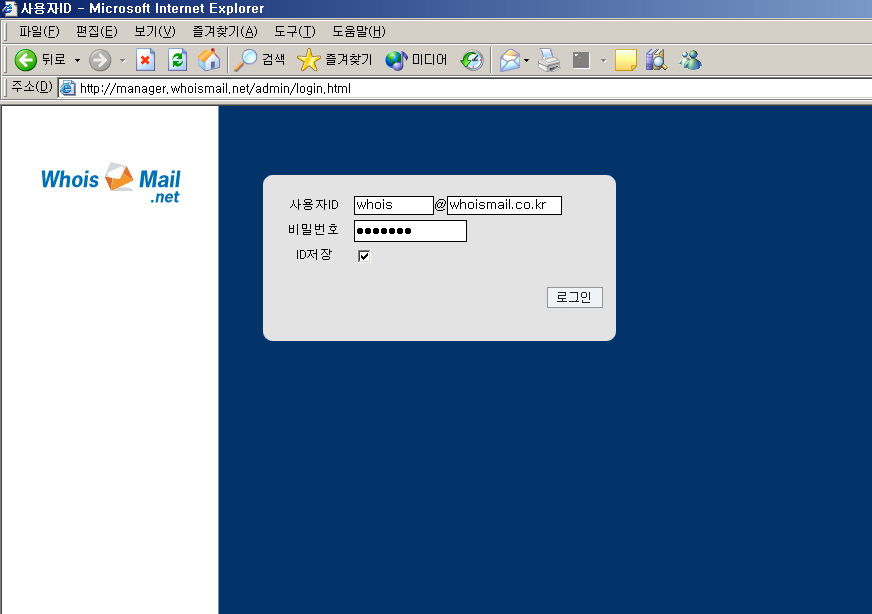 사용자ID - Microsoft Internet Explorer
파일(F) 편집(E) 보기(V) 즐겨찾기(A) 도구(T) 도움말(H)
뒤로 검색 즐겨찾기 미디어
주소(D) http://manager.whoismail.net/admin/login.html
Whois Mail
.net
사용자ID whois@whoismail.co.kr
비밀번호 ●●●●●●●
ID저장
로그인